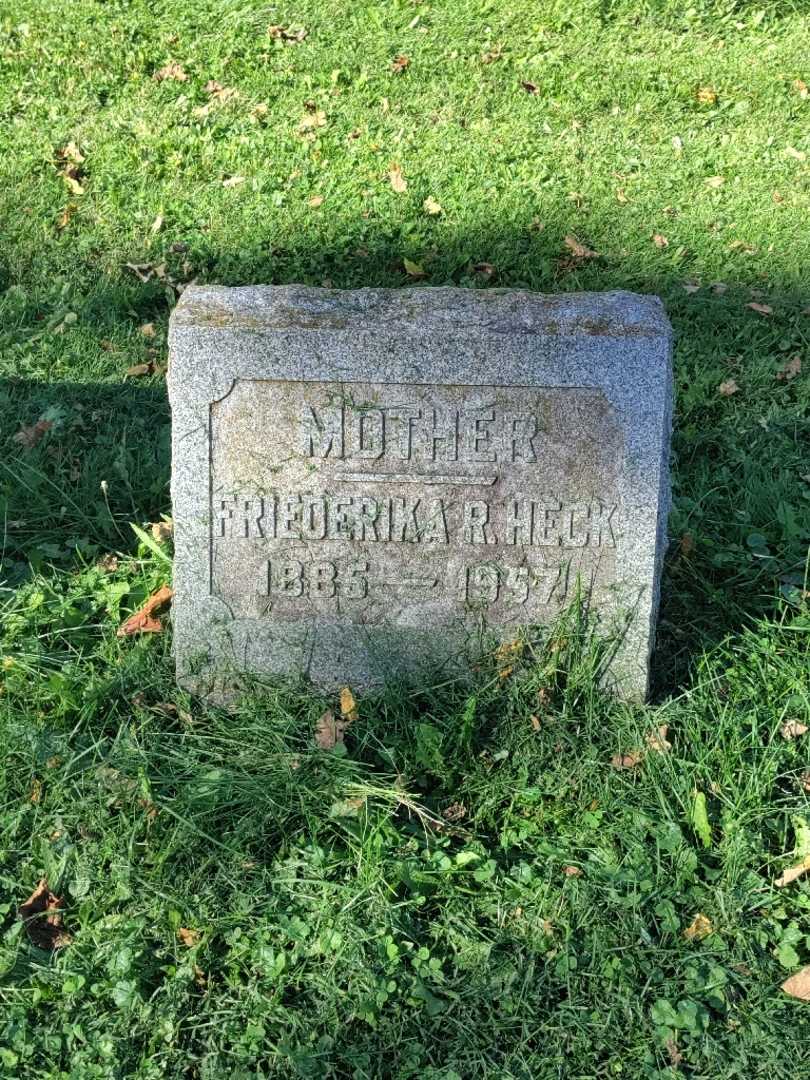 MOTHER
FRIEDERIKA R. HECK
1885 — 1957